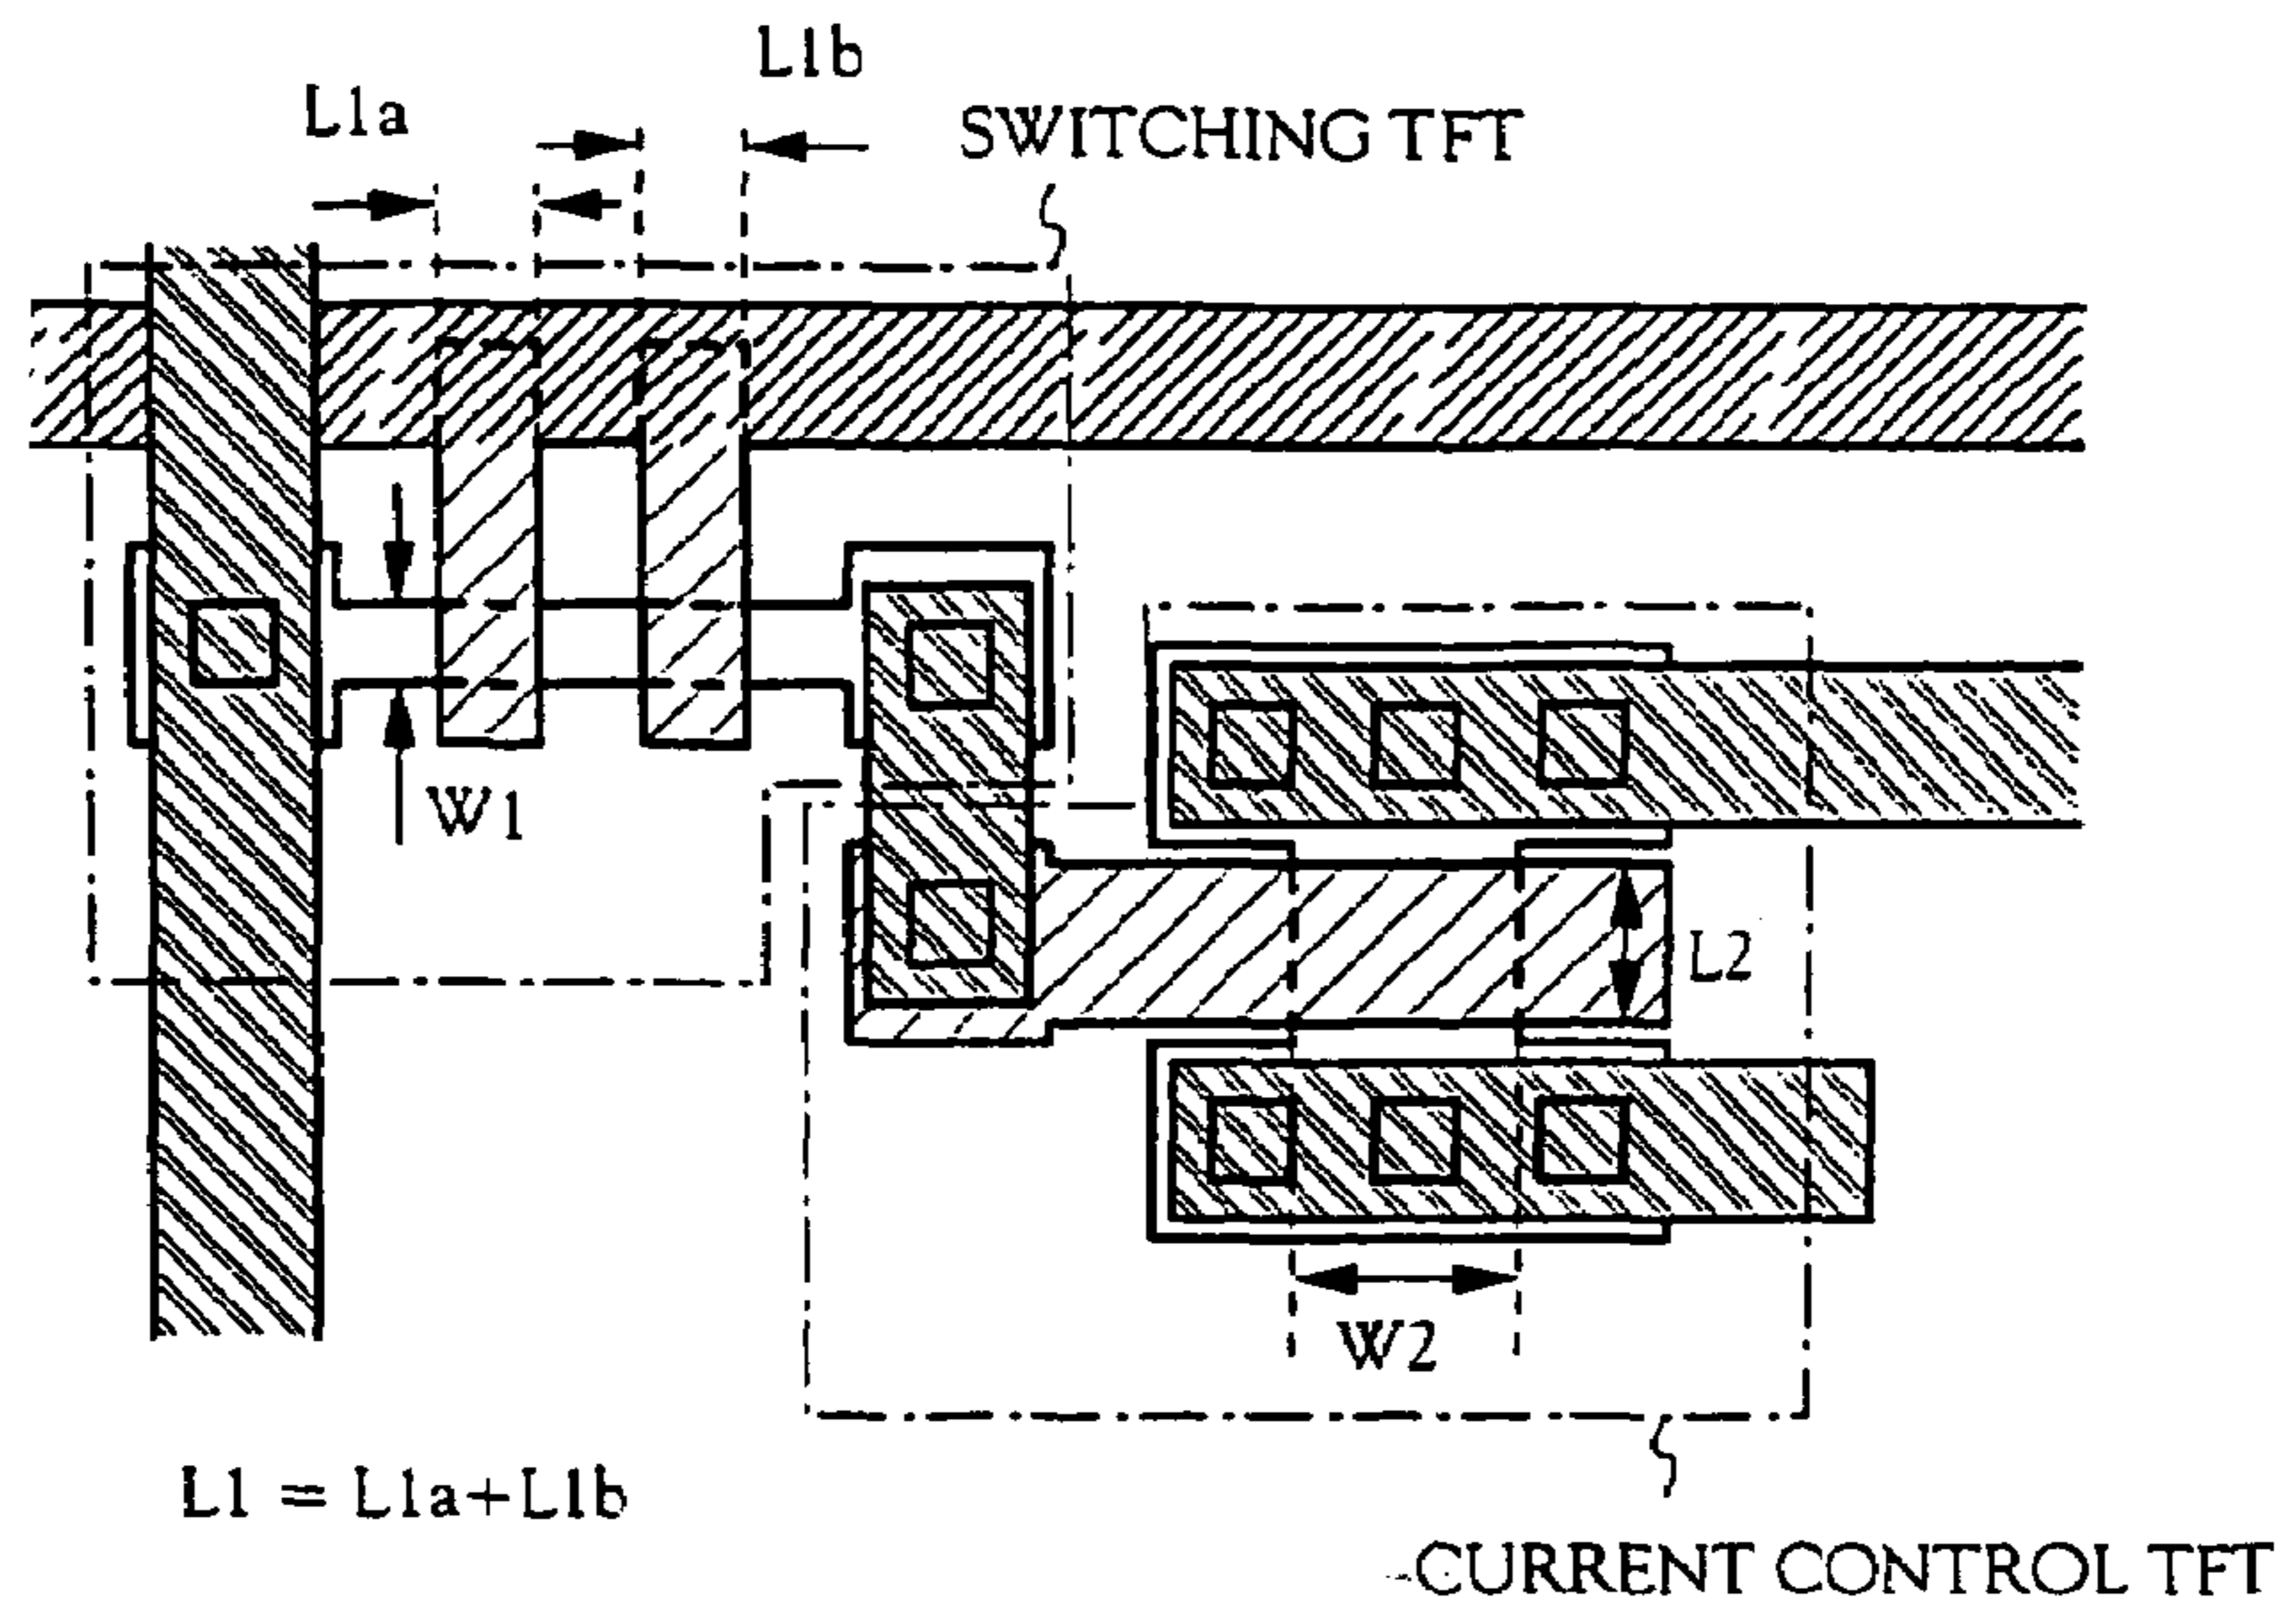 L1b
L1a
SWITCHING TFT
W1
L2
W2
L1 = L1a+L1b
CURRENT CONTROL TFT